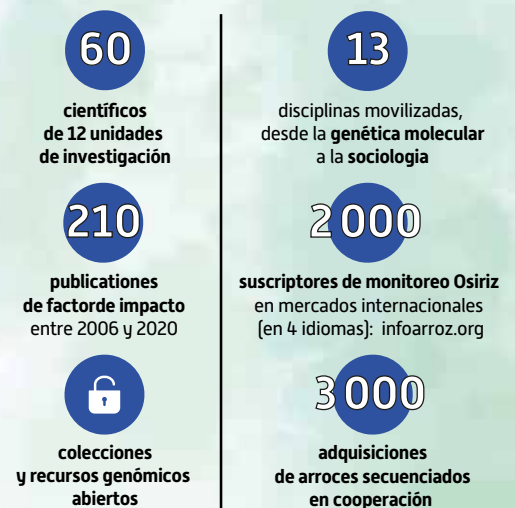 60
científicos
de 12 unidades
de investigación
210
publicationes
de factorde impacto
entre 2006 y 2020
colecciones
y recursos genómicos
abiertos
13
disciplinas movilizadas,
desde la genética molecular
a la sociologia
2 000
suscriptores de monitoreo Osiriz
en mercados internacionales
(en 4 idiomas): infoarroz.org
3 000
adquisiciones
de arroces secuenciados
en cooperación